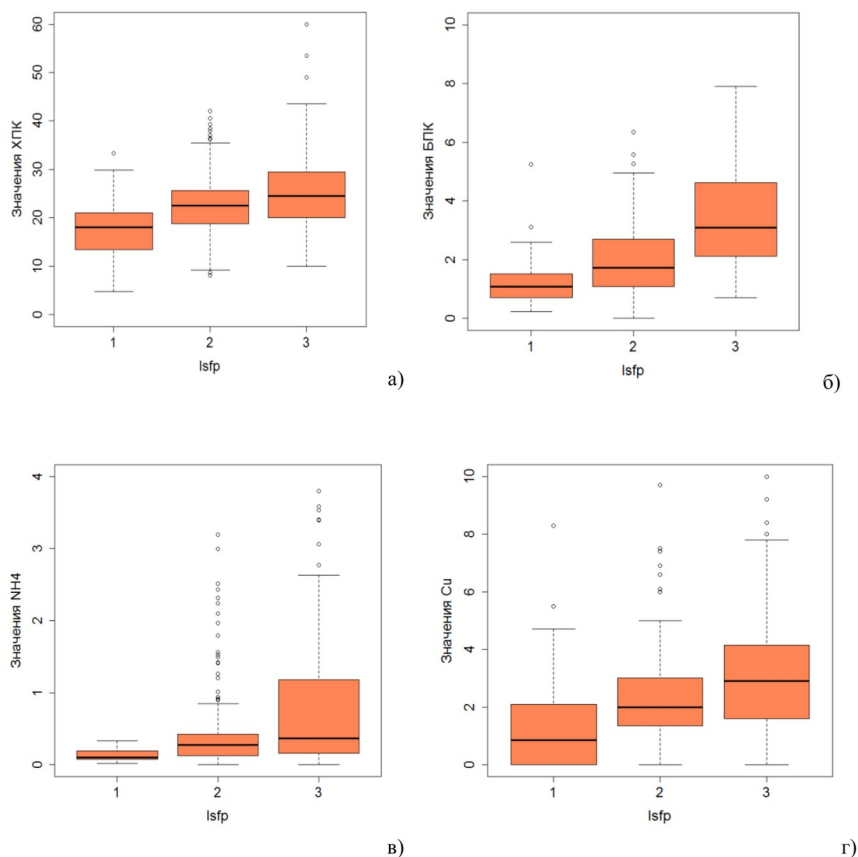 Значения ХПК
60
50
40
30
20
10
0
1 2 3
lsfp
а)
Значения БПК
10
8
6
4
2
0
1 2 3
lsfp
б)
Значения NH4
4
3
2
1
0
1 2 3
lsfp
в)
Значения Cu
10
8
6
4
2
0
1 2 3
lsfp
г)